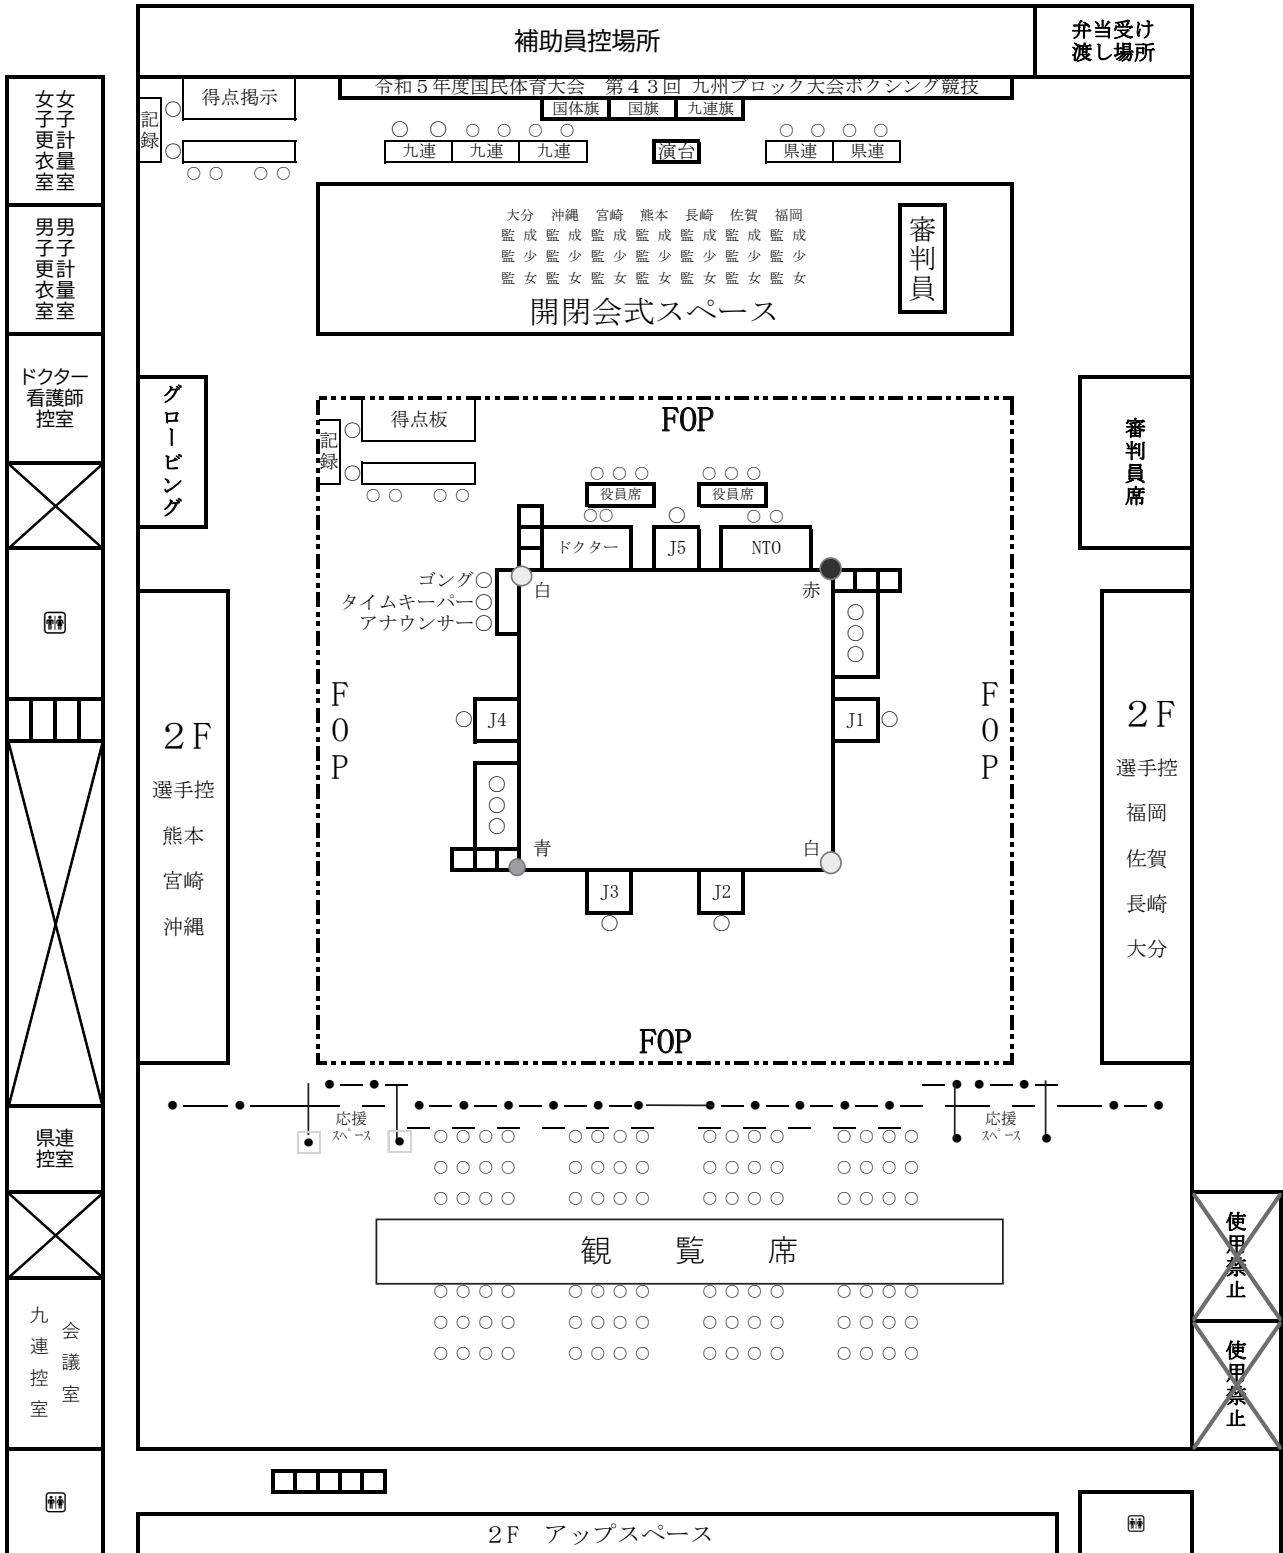 補助員控場所
弁当受け
渡し場所
女子更衣室
女子計量室
男子更衣室
男子計量室
ドクター
看護師
控室
県連
控室
九連控室
会議室
得点掲示
記録
令和５年度国民体育大会　第４３回 九州ブロック大会ボクシング競技
国体旗 国旗 九連旗
九連 九連 九連
演台
県連 県連
大分 沖縄 宮崎 熊本 長崎 佐賀 福岡
監 成 監 成 監 成 監 成 監 成 監 成 監 成
監 少 監 少 監 少 監 少 監 少 監 少 監 少
監 女 監 女 監 女 監 女 監 女 監 女 監 女
開閉会式スペース
審判員
グロービング
審判員席
FOP
得点板
記録
役員席 役員席
ドクター
J5
NTO
ゴング
タイムキーパー
アナウンサー
白
赤
FOP
FOP
J4
J1
青
白
J3
J2
FOP
２F
選手控
熊本
宮崎
沖縄
２F
選手控
福岡
佐賀
長崎
大分
応援
スペース
応援
スペース
観　覧　席
使用禁止
使用禁止
２F　アップスペース